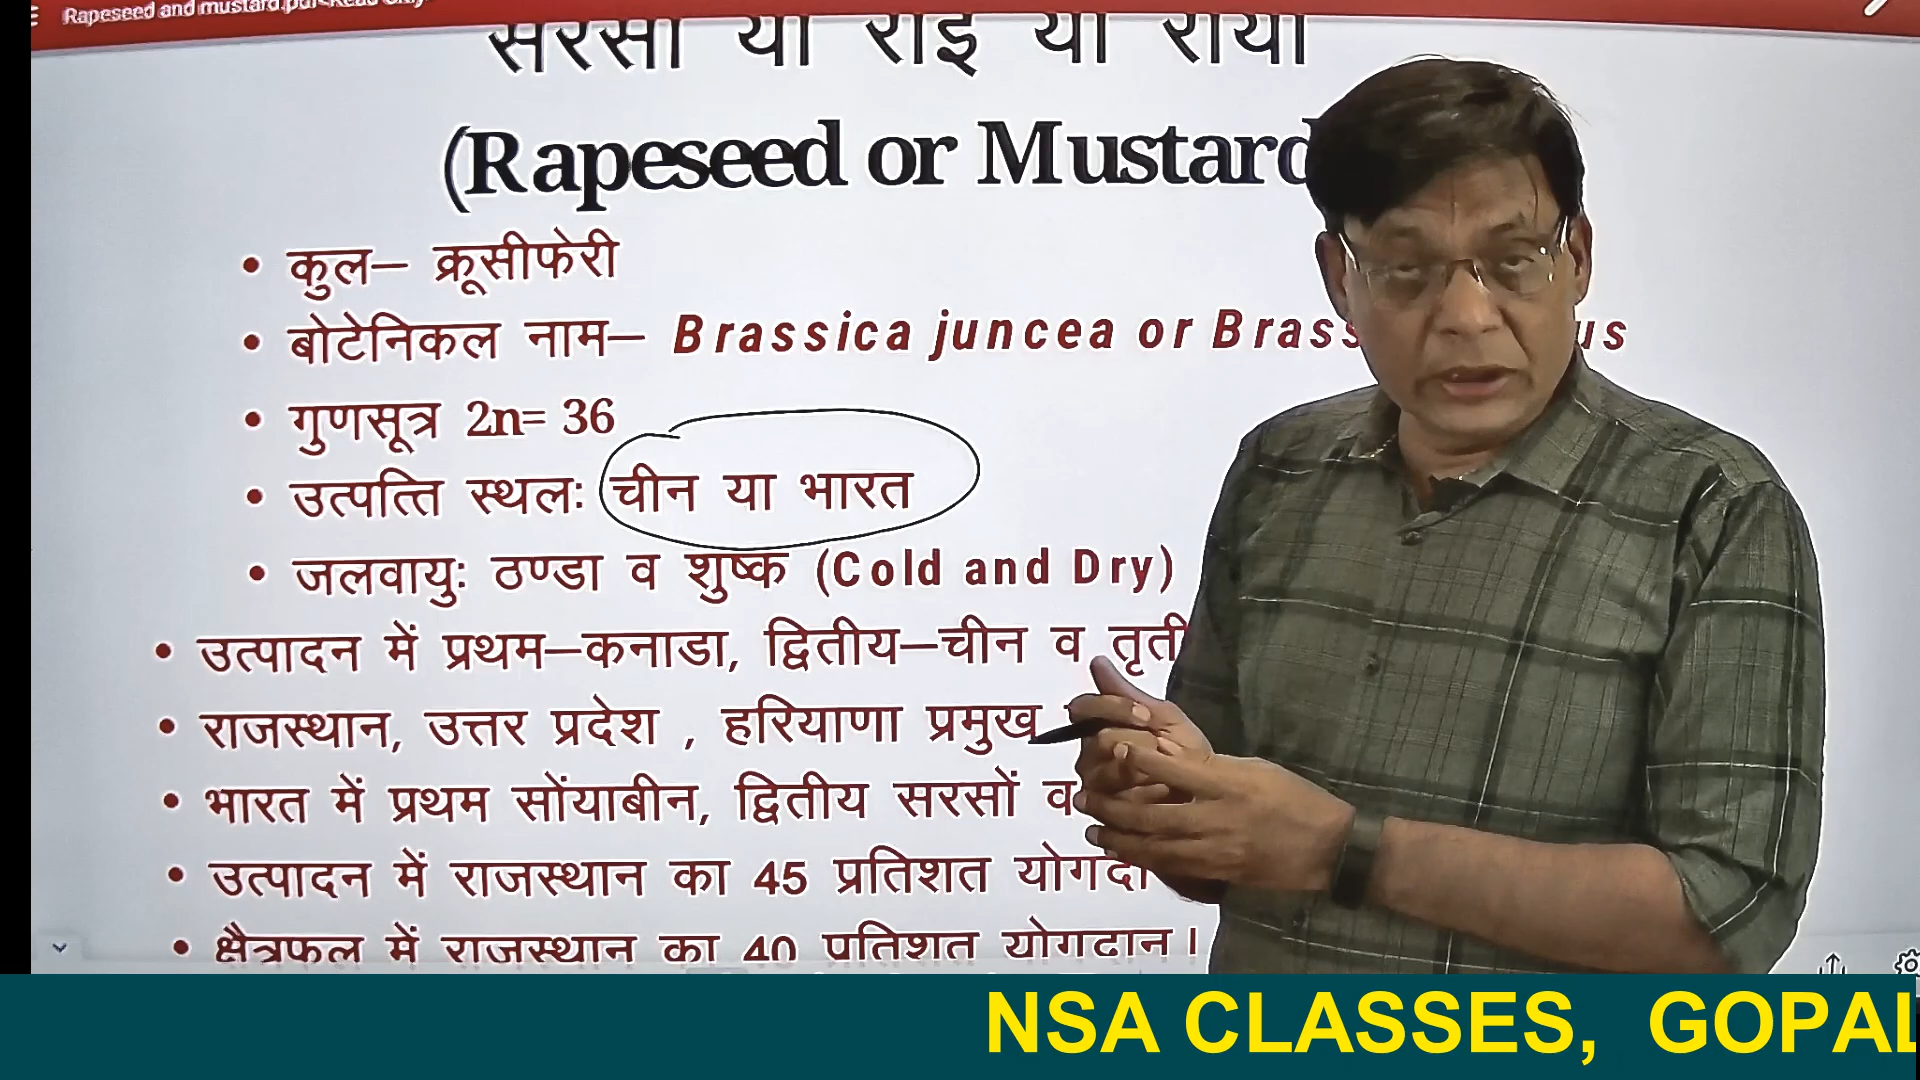 Rapeseed and mustard.pdf
सरसों या राई या राया
(Rapeseed or Mustard
• कुल– क्रूसीफेरी
• बोटेनिकल नाम– Brassica juncea or
• गुणसूत्र 2n= 36
• उत्पत्ति स्थलः चीन या भारत
• जलवायुः ठण्डा व शुष्क (Cold and Dry)
• उत्पादन में प्रथम–कनाडा, द्वितीय–चीन व
• राजस्थान, उत्तर प्रदेश , हरियाणा प्रमुख
• भारत में प्रथम सोंयाबीन, द्वितीय सरसों व
• उत्पादन में राजस्थान का 45 प्रतिशत
• क्षैत्रफल में राजस्थान का 40 प्रतिशत योगदान।
NSA CLASSES, GOPAL